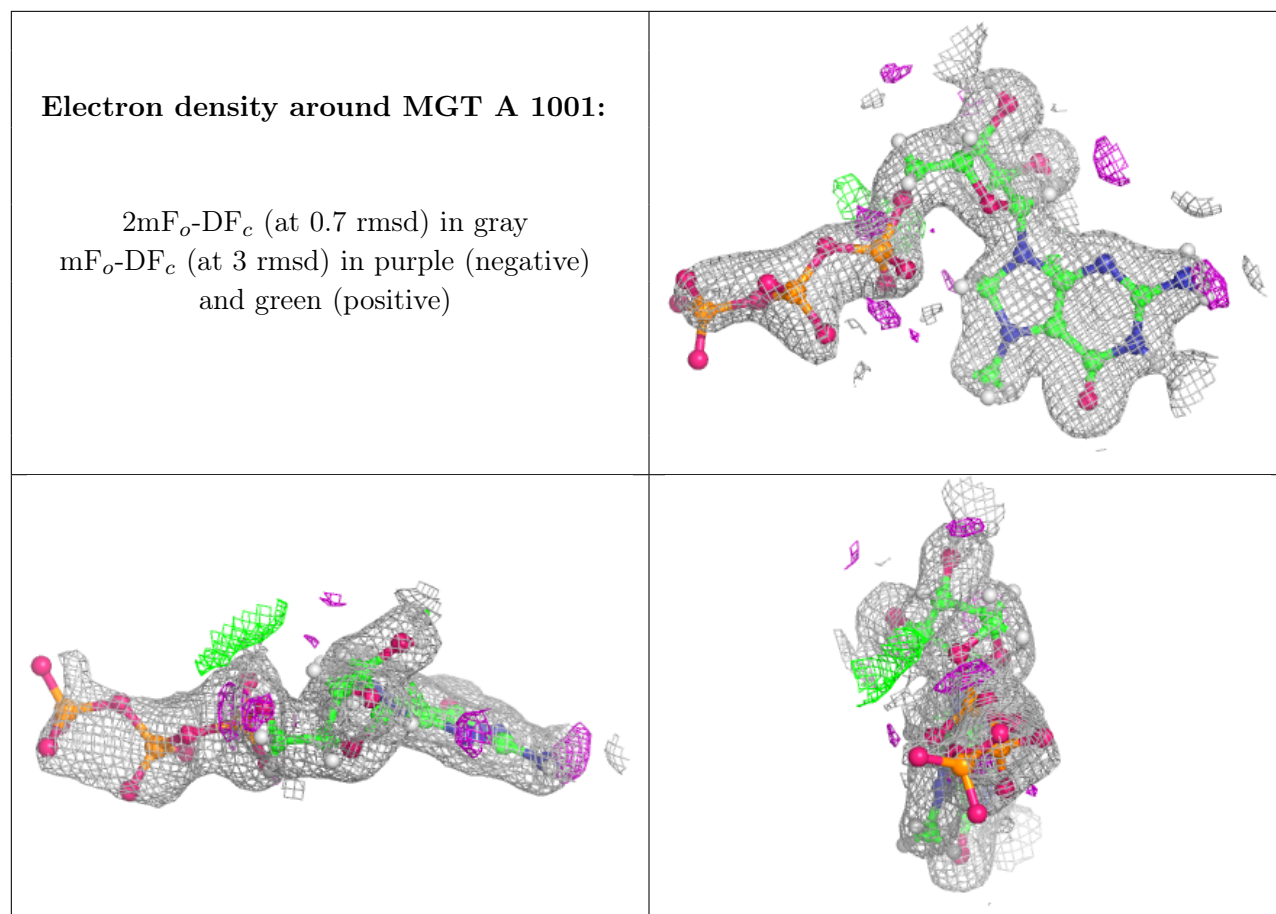 Electron density around MGT A 1001:
2mFₒ-DF𝒸 (at 0.7 rmsd) in gray
mFₒ-DF𝒸 (at 3 rmsd) in purple (negative)
and green (positive)